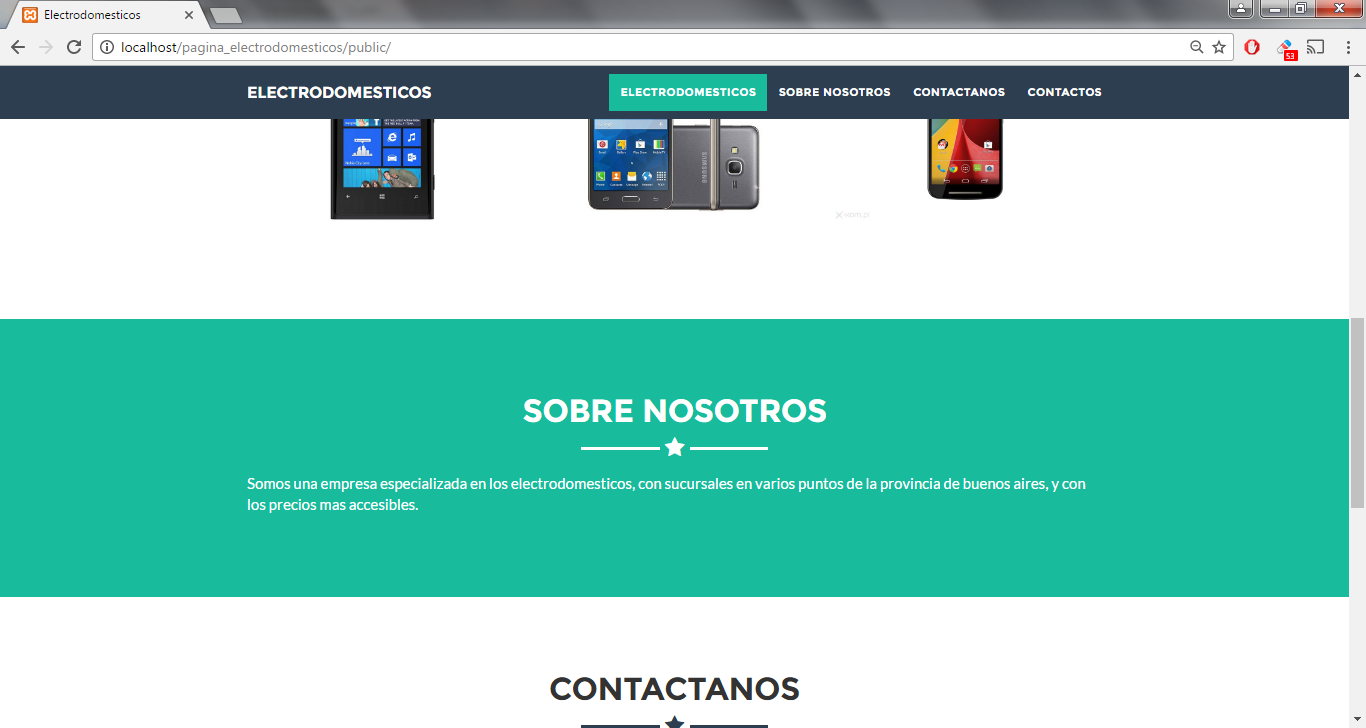 Electrodomesticos
localhost/pagina_electrodomesticos/public/
53
ELECTRODOMESTICOS
ELECTRODOMESTICOS SOBRE NOSOTROS CONTACTANOS CONTACTOS
SAMSUNG
SOBRE NOSOTROS
Somos una empresa especializada en los electrodomesticos, con sucursales en varios puntos de la provincia de buenos aires, y con
los precios mas accesibles.
CONTACTANOS